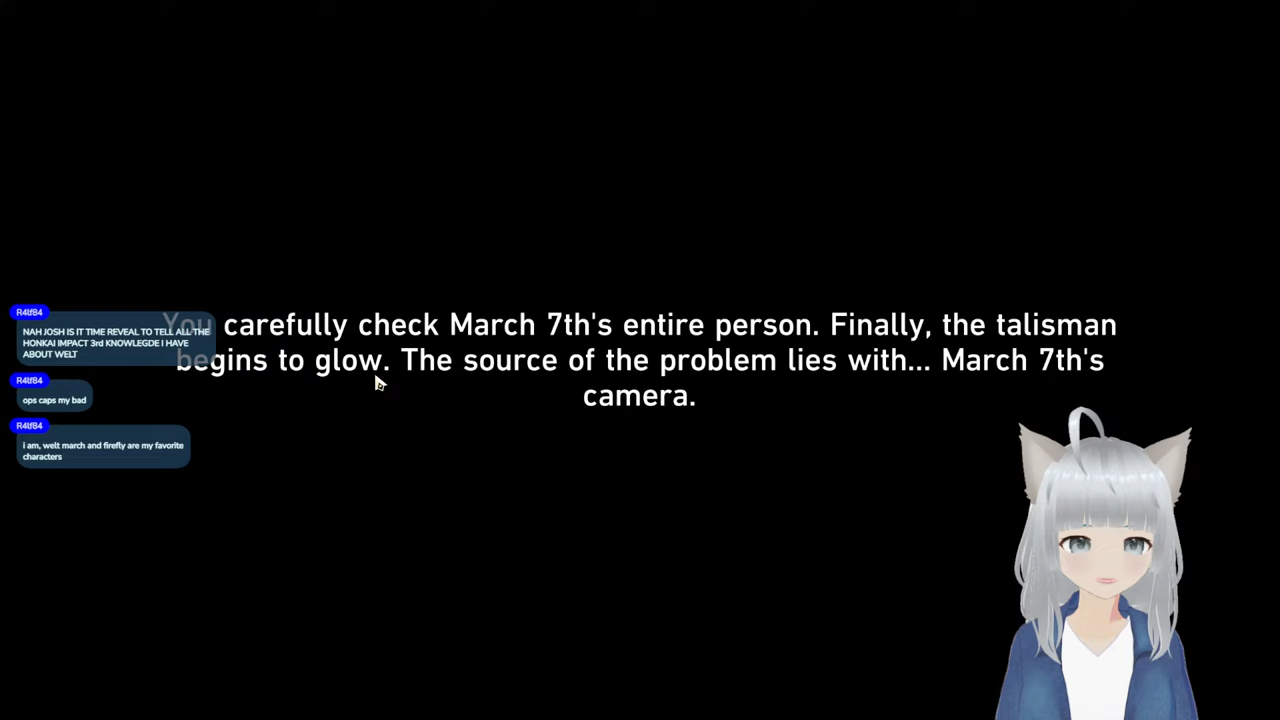 You carefully check March 7th's entire person. Finally, the talisman
begins to glow. The source of the problem lies with... March 7th's
camera.
R4tf84
NAH JOSH IS IT TIME REVEAL TO TELL ALL THE
HONKAI IMPACT 3rd KNOWLEGDE I HAVE
ABOUT WELT
R4tf84
ops caps my bad
R4tf84
i am, welt march and firefly are my favorite
characters